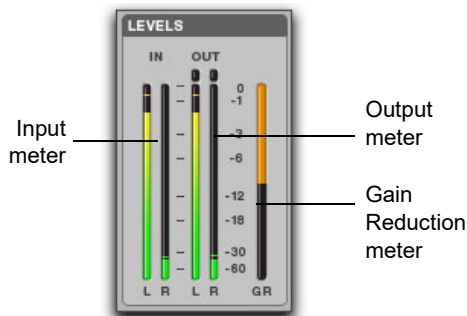 LEVELS
IN OUT
0
-1
-3
-6
-12
-18
-30
-60
L R L R GR
Input
meter
Output
meter
Gain
Reduction
meter